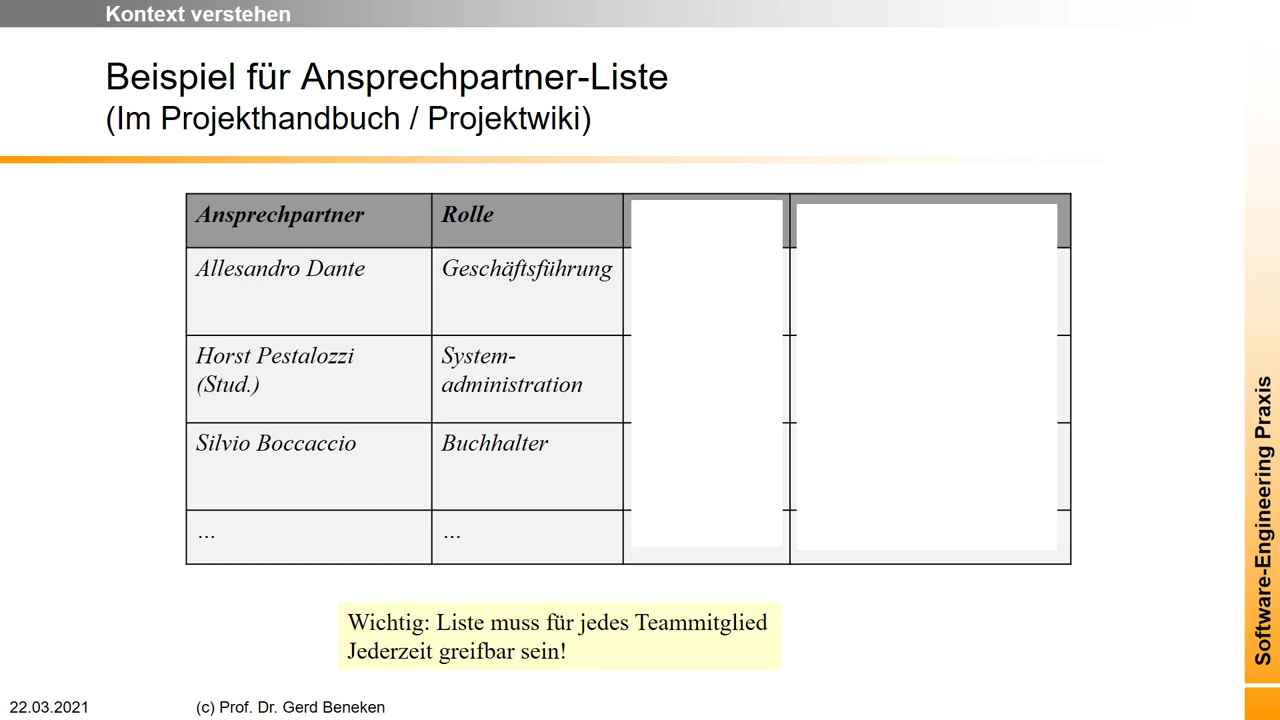 Kontext verstehen
Beispiel für Ansprechpartner-Liste
(Im Projekthandbuch / Projektwiki)
Ansprechpartner Rolle
Allesandro Dante Geschäftsführung
Horst Pestalozzi (Stud.) System-administration
Silvio Boccaccio Buchhalter
... ...
Wichtig: Liste muss für jedes Teammitglied
Jederzeit greifbar sein!
Software-Engineering Praxis
22.03.2021 (c) Prof. Dr. Gerd Beneken